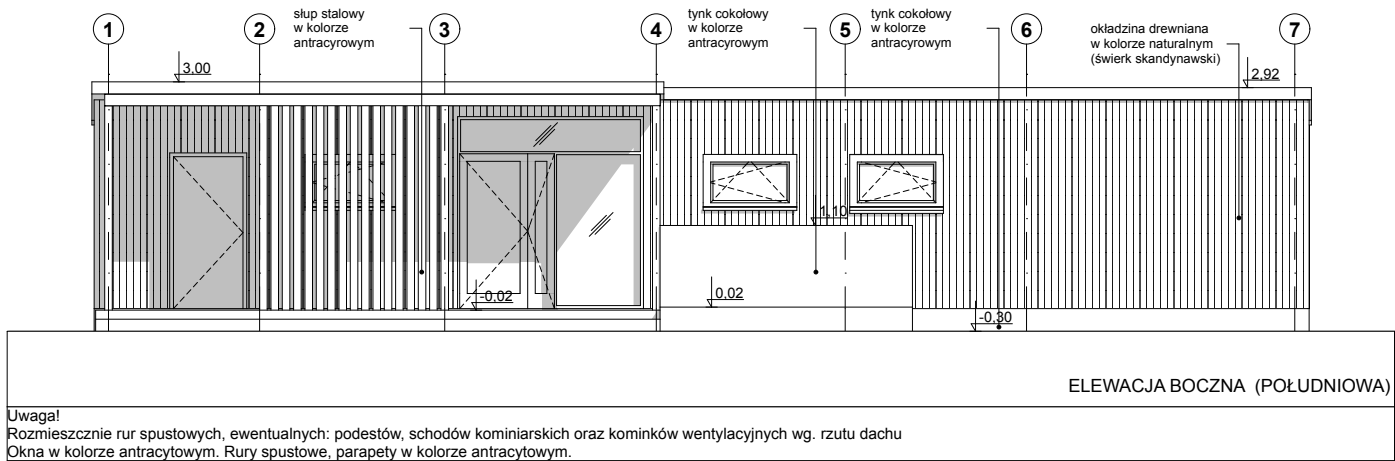 słup stalowy
w kolorze
antracyrowym
tynk cokołowy
w kolorze
antracyrowym
tynk cokołowy
w kolorze
antracyrowym
okładzina drewniana
w kolorze naturalnym
(świerk skandynawski)
1 2 3 4 5 6 7
3,00
2,92
1,10
-0,02
0,02
-0,30
ELEWACJA BOCZNA (POŁUDNIOWA)
Uwaga!
Rozmieszcznie rur spustowych, ewentualnych: podestów, schodów kominiarskich oraz kominków wentylacyjnych wg. rzutu dachu
Okna w kolorze antracytowym. Rury spustowe, parapety w kolorze antracytowym.